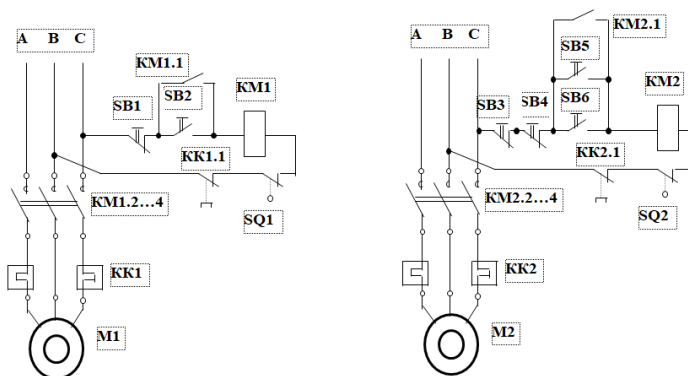 A B C
KM1.1
SB1
SB2
KM1
KK1.1
KM1.2...4
SQ1
KK1
M1
A B C
KM2.1
SB5
SB3
SB4
SB6
KM2
KK2.1
KM2.2...4
SQ2
KK2
M2